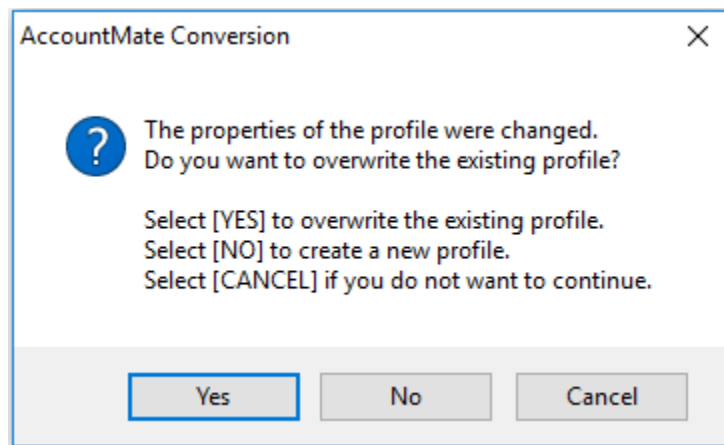 AccountMate Conversion
The properties of the profile were changed.
Do you want to overwrite the existing profile?
Select [YES] to overwrite the existing profile.
Select [NO] to create a new profile.
Select [CANCEL] if you do not want to continue.
Yes
No
Cancel